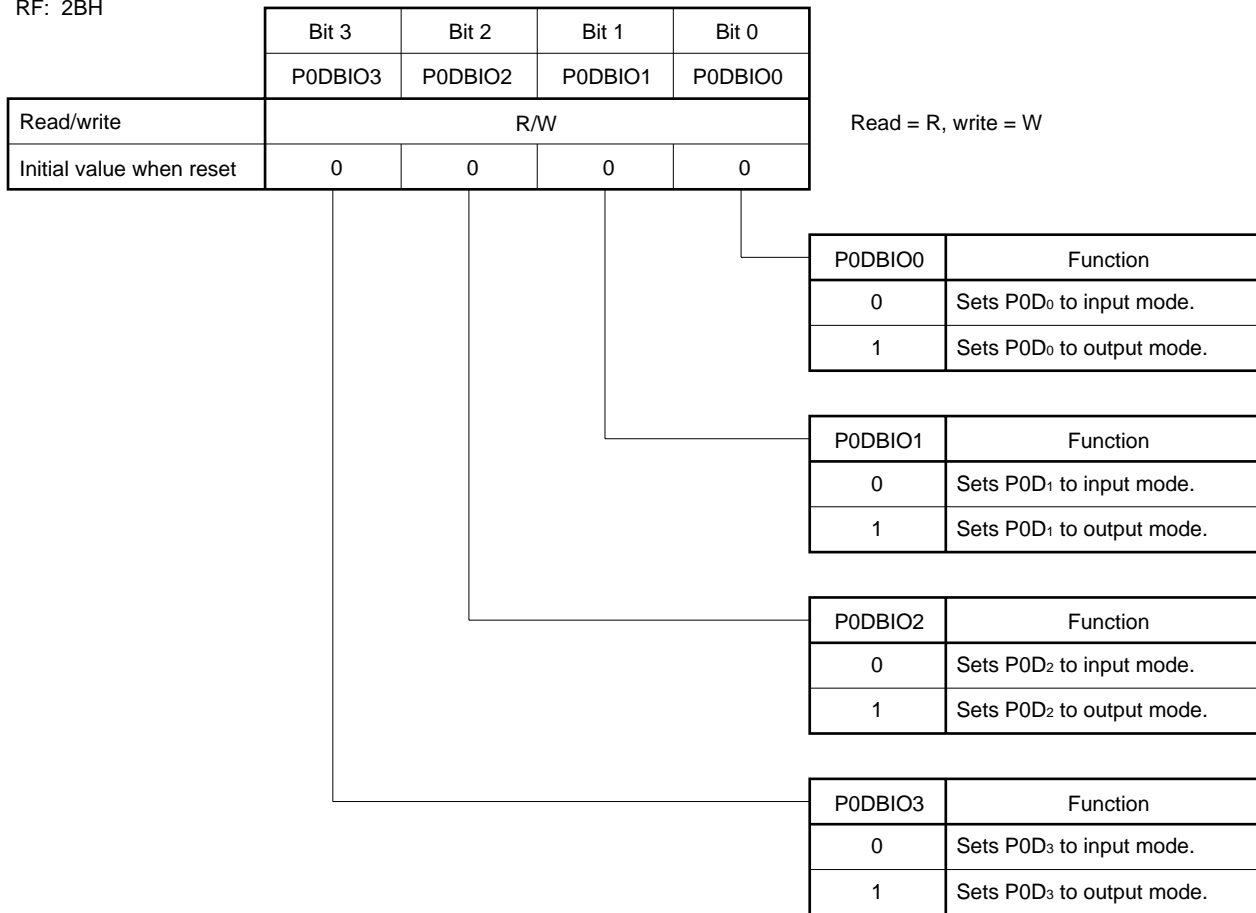 RF: 2BH
Bit 3 Bit 2 Bit 1 Bit 0
P0DBIO3 P0DBIO2 P0DBIO1 P0DBIO0
Read/write R/W Read = R, write = W
Initial value when reset 0 0 0 0
P0DBIO0 Function
0 Sets P0D₀ to input mode.
1 Sets P0D₀ to output mode.
P0DBIO1 Function
0 Sets P0D₁ to input mode.
1 Sets P0D₁ to output mode.
P0DBIO2 Function
0 Sets P0D₂ to input mode.
1 Sets P0D₂ to output mode.
P0DBIO3 Function
0 Sets P0D₃ to input mode.
1 Sets P0D₃ to output mode.